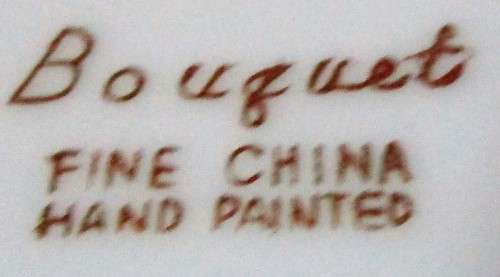 Bouquet
FINE CHINA
HAND PAINTED